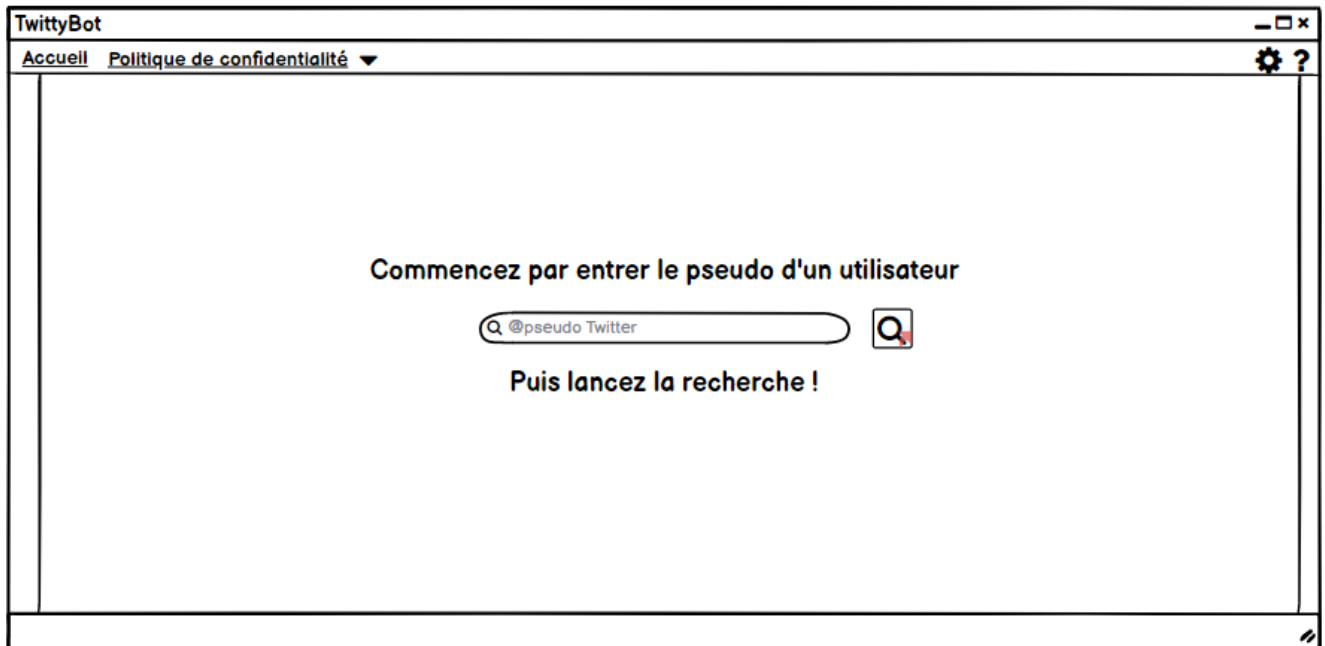 TwittyBot
Accueil Politique de confidentialité
?
Commencez par entrer le pseudo d'un utilisateur
@pseudo Twitter
Puis lancez la recherche !